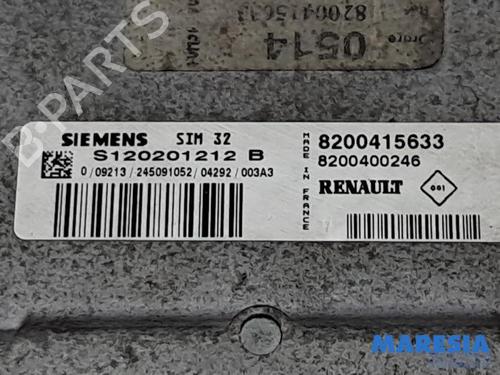 8200415633
0514
SIEMENS SIM 32
S120201212 B
0/09213/245091052/04292/003A3
MADE IN FRANCE
8200415633
8200400246
RENAULT
001
B-PARTS
MARESIA